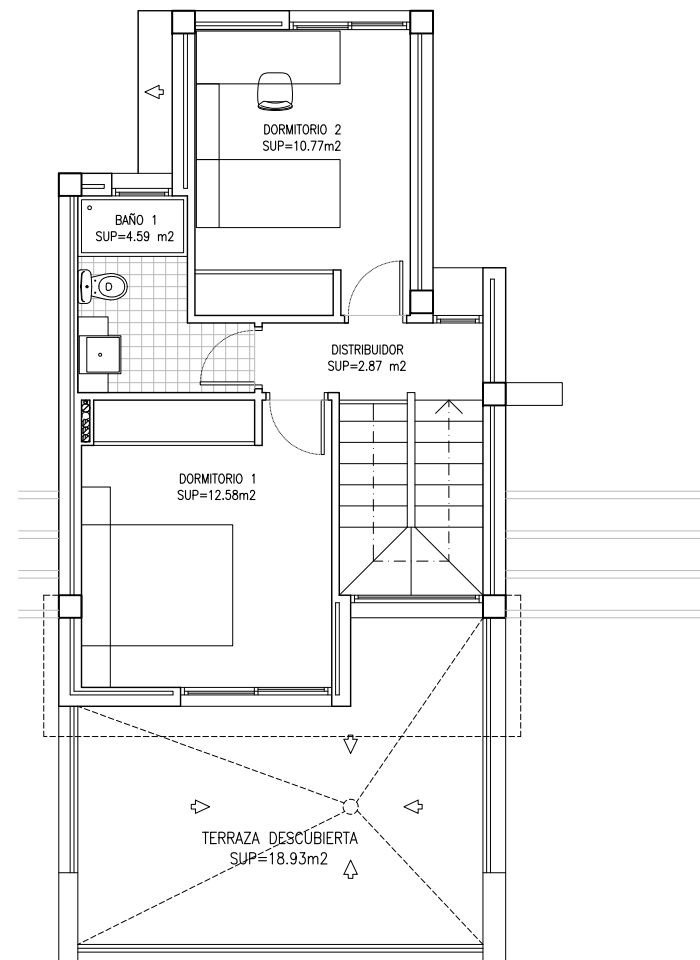 DORMITORIO 2
SUP=10.77m2
BAÑO 1
SUP=4.59 m2
DISTRIBUIDOR
SUP=2.87 m2
DORMITORIO 1
SUP=12.58m2
TERRAZA DESCUBIERTA
SUP=18.93m2